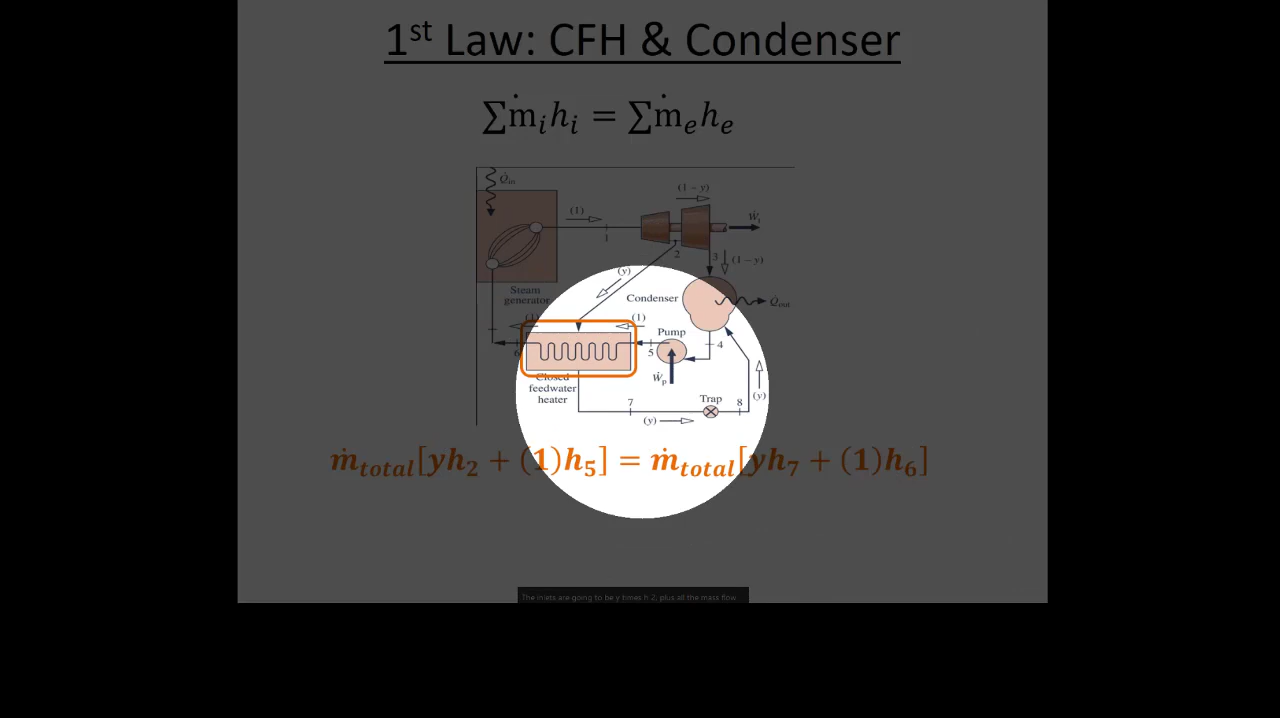 1st Law: CFH & Condenser
∑ṁᵢhᵢ = ∑ṁₑhₑ
Q̇in
(1 – y)
(1)
Ẇt
1
2
3
(1 – y)
(y)
Steam generator
Condenser
Q̇out
(1)
(1)
Pump
6
5
4
Ẇp
Closed feedwater heater
7
Trap
8
(y)
(y)
ṁtotal[yh₂ + (1)h₅] = ṁtotal[yh₇ + (1)h₆]
The inlets are going to be y times h 2, plus all the mass flow